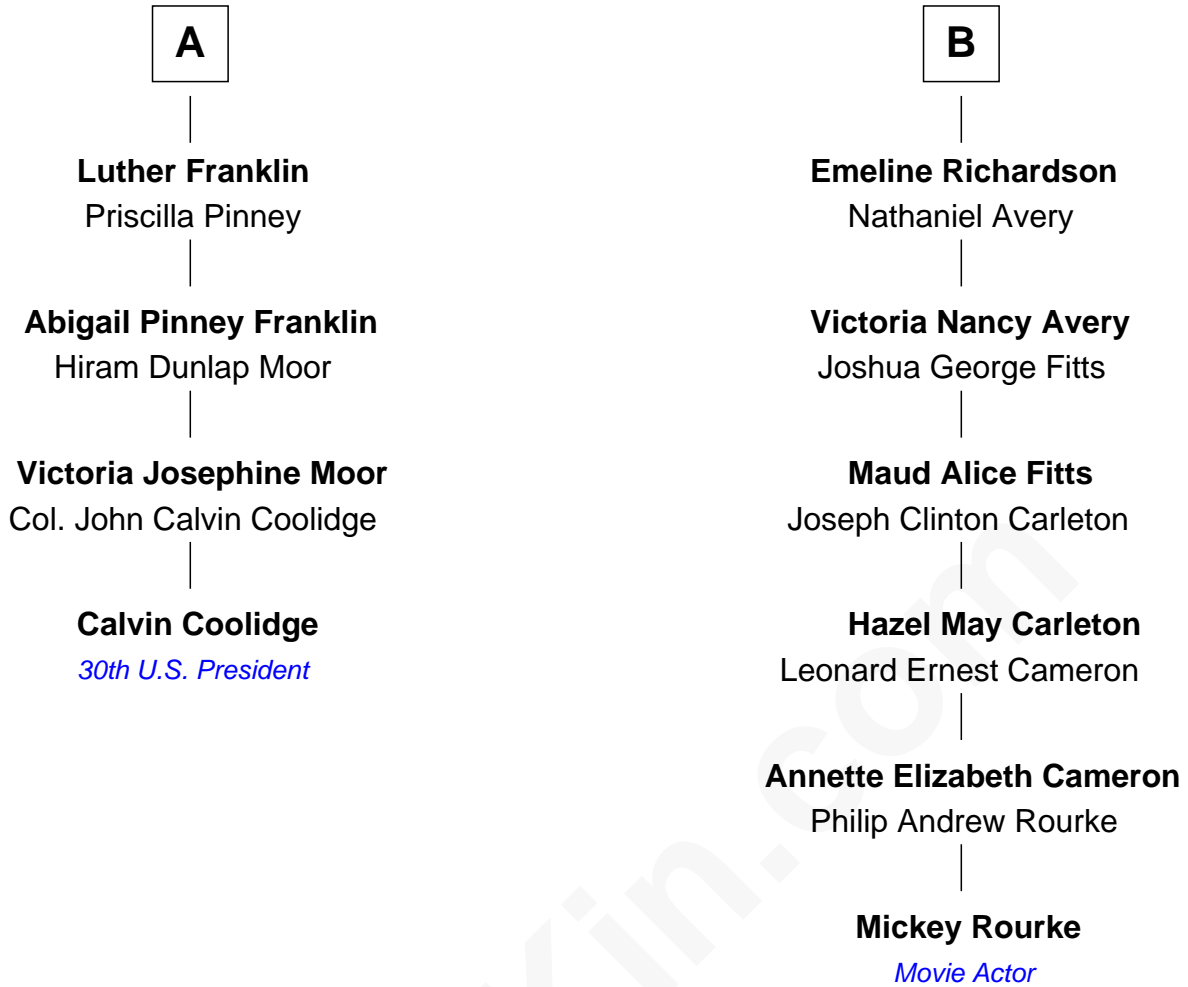 A
Luther Franklin
Priscilla Pinney
Abigail Pinney Franklin
Hiram Dunlap Moor
Victoria Josephine Moor
Col. John Calvin Coolidge
Calvin Coolidge
30th U.S. President
B
Emeline Richardson
Nathaniel Avery
Victoria Nancy Avery
Joshua George Fitts
Maud Alice Fitts
Joseph Clinton Carleton
Hazel May Carleton
Leonard Ernest Cameron
Annette Elizabeth Cameron
Philip Andrew Rourke
Mickey Rourke
Movie Actor
Kin.com